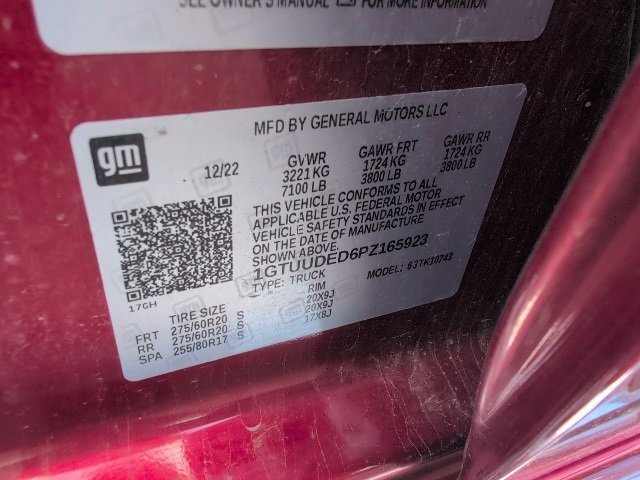 SEE OWNER'S MANUAL FOR MORE INFORMATION
MFD BY GENERAL MOTORS LLC
gm
12/22 GVWR GAWR FRT GAWR RR
3221 KG 1724 KG 1724 KG
7100 LB 3800 LB 3800 LB
THIS VEHICLE CONFORMS TO ALL
APPLICABLE U.S. FEDERAL MOTOR
VEHICLE SAFETY STANDARDS IN EFFECT
ON THE DATE OF MANUFACTURE
SHOWN ABOVE.
1GTUUDED6PZ165923
TYPE: TRUCK MODEL: 63TK10743
17GH
TIRE SIZE RIM
FRT 275/60R20 S 20X9J
RR 275/60R20 S 20X9J
SPA 255/80R17 S 17X8J